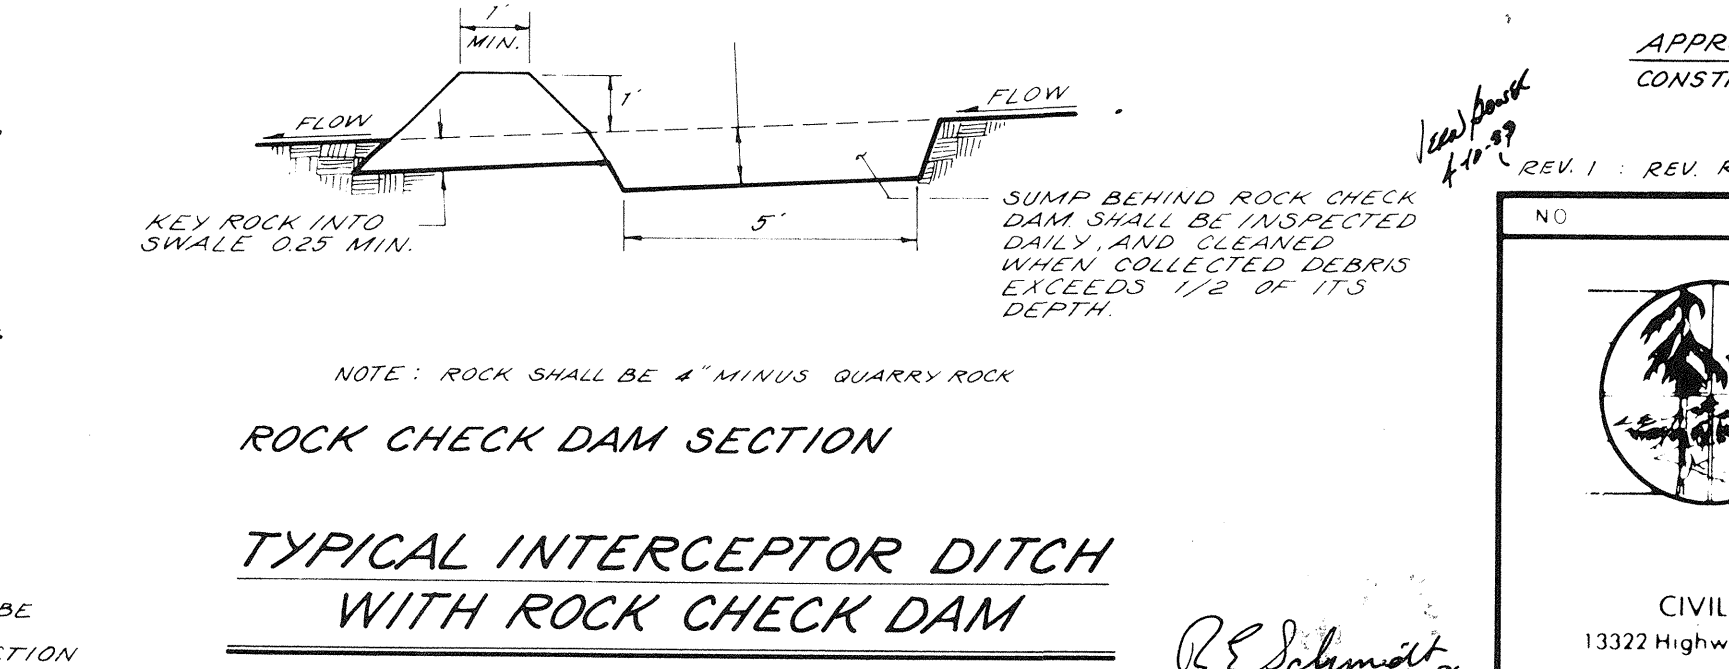 1'
MIN.
1'
FLOW
FLOW
KEY ROCK INTO
SWALE 0.25 MIN.
5'
SUMP BEHIND ROCK CHECK
DAM SHALL BE INSPECTED
DAILY, AND CLEANED
WHEN COLLECTED DEBRIS
EXCEEDS 1/2 OF ITS
DEPTH.
NOTE: ROCK SHALL BE 4" MINUS QUARRY ROCK
ROCK CHECK DAM SECTION
TYPICAL INTERCEPTOR DITCH
WITH ROCK CHECK DAM
BE
CTION
R E Schmidt
APPR
CONST
REV. 1 : REV. R
NO
CIVIL
13322 Highw